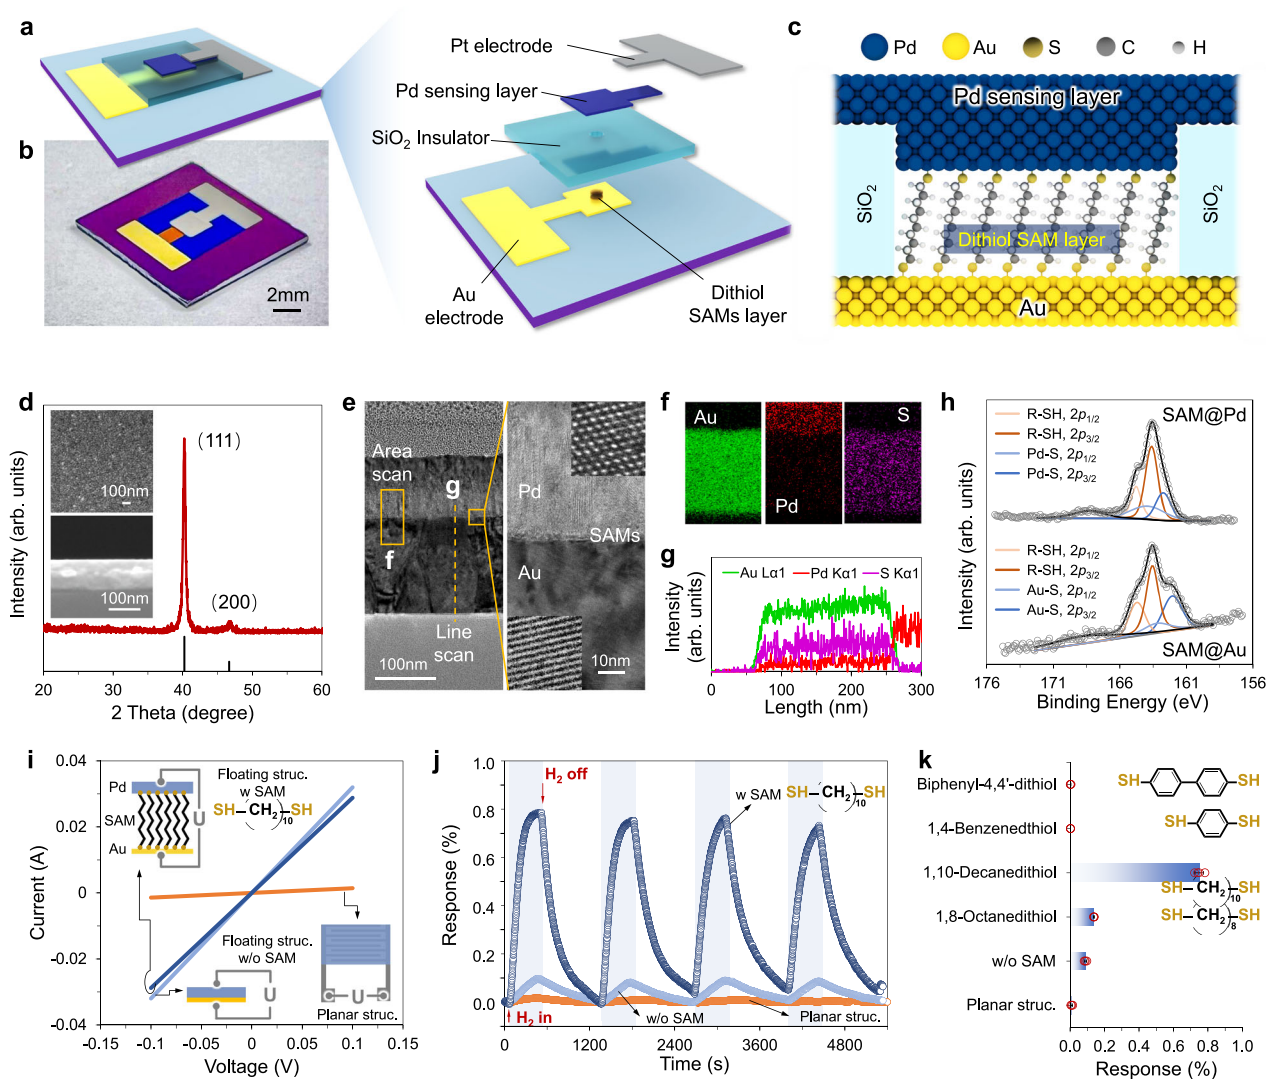 a
Pt electrode
Pd sensing layer
SiO2 Insulator
Au
electrode
Dithiol
SAMs layer
b
2mm
c
Pd Au S C H
Pd sensing layer
SiO2
SiO2
Dithiol SAM layer
Au
d
(111)
(200)
100nm
100nm
Intensity (arb. units)
20 30 40 50 60
2 Theta (degree)
e
Area
scan
g
f
Line
scan
100nm
Pd
SAMs
Au
10nm
f
Au
Pd
S
g
Au Lα1 Pd Kα1 S Kα1
Intensity
(arb. units)
0 100 200 300
Length (nm)
h
R-SH, 2p1/2
R-SH, 2p3/2
Pd-S, 2p1/2
Pd-S, 2p3/2
SAM@Pd
R-SH, 2p1/2
R-SH, 2p3/2
Au-S, 2p1/2
Au-S, 2p3/2
SAM@Au
Intensity (arb. units)
176 171 166 161 156
Binding Energy (eV)
i
0.04
0.02
0
-0.02
-0.04
Current (A)
Pd
SAM
Au
U
Floating struc.
w SAM
SH (CH2)10 SH
Floating struc.
w/o SAM
U
U
Planar struc.
-0.15 -0.1 -0.05 0 0.05 0.1 0.15
Voltage (V)
j
1.0
0.8
0.6
0.4
0.2
0.0
Response (%)
H2 off
H2 in
w SAM
SH (CH2)10 SH
w/o SAM
Planar struc.
0 1200 2400 3600 4800
Time (s)
k
Biphenyl-4,4'-dithiol
SH SH
1,4-Benzenedthiol
SH SH
1,10-Decanedithiol
SH (CH2)10 SH
1,8-Octanedithiol
SH (CH2)8 SH
w/o SAM
Planar struc.
0.0 0.2 0.4 0.6 0.8 1.0
Response (%)